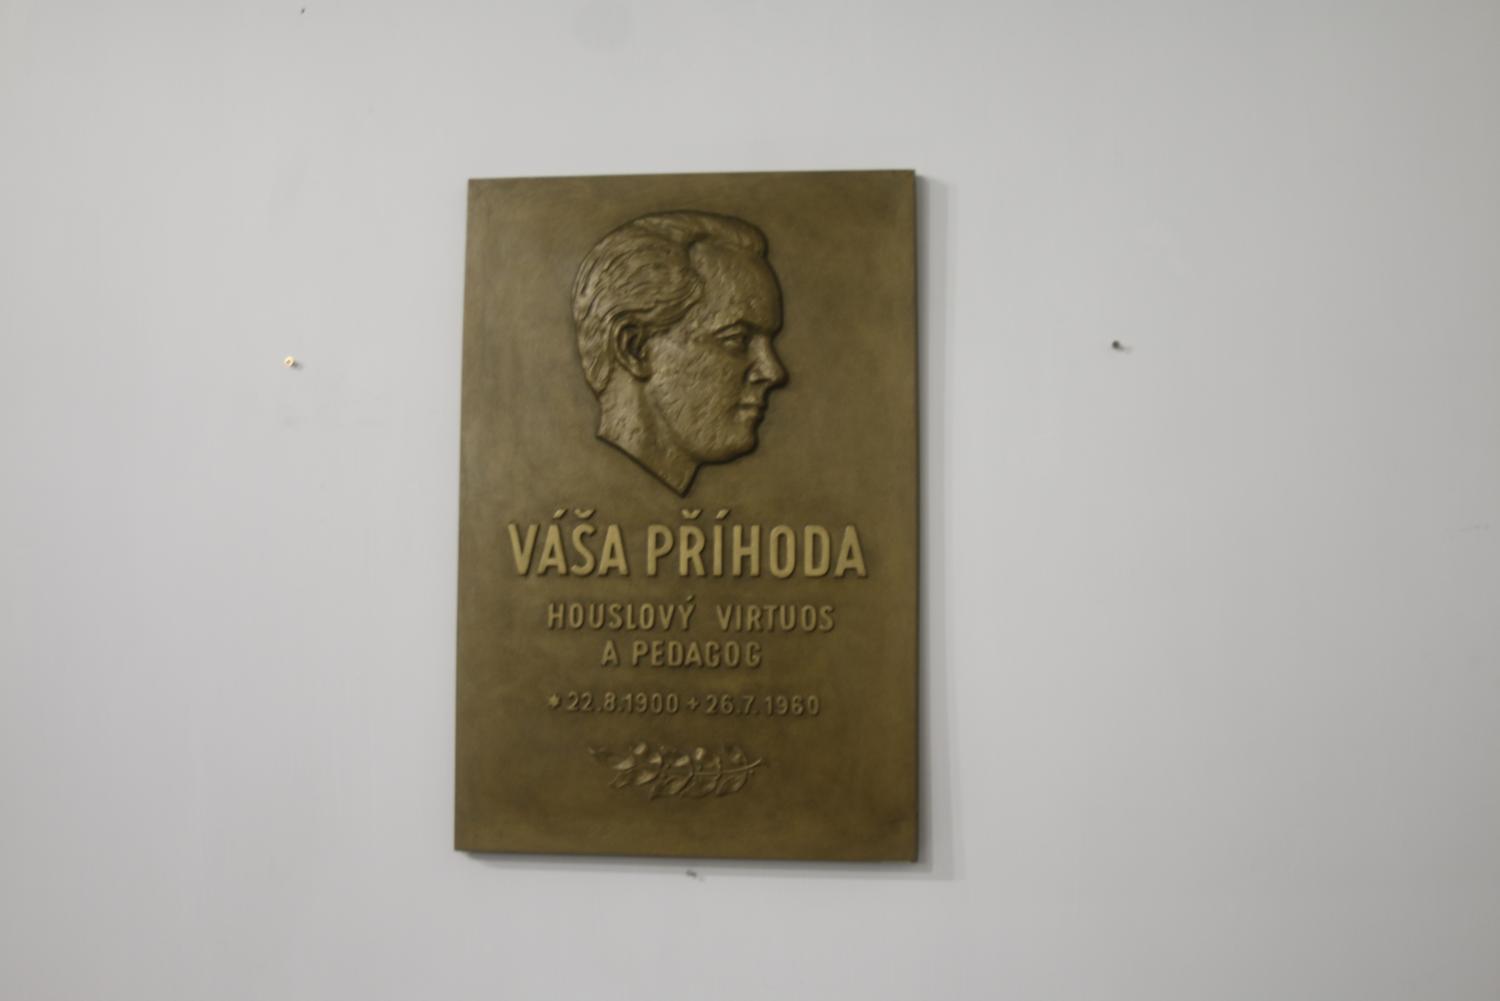 VÁŠA PŘÍHODA
HOUSLOVÝ VIRTUOS
A PEDAGOG
* 22.8.1900 + 26.7.1960